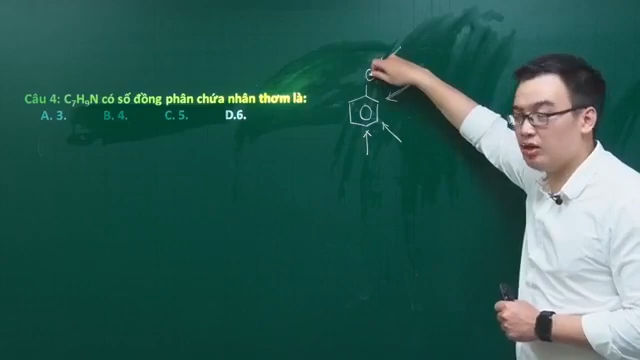 Câu 4: C₇H₉N có số đồng phân chứa nhân thơm là:
A. 3. B. 4. C. 5. D.6.
C